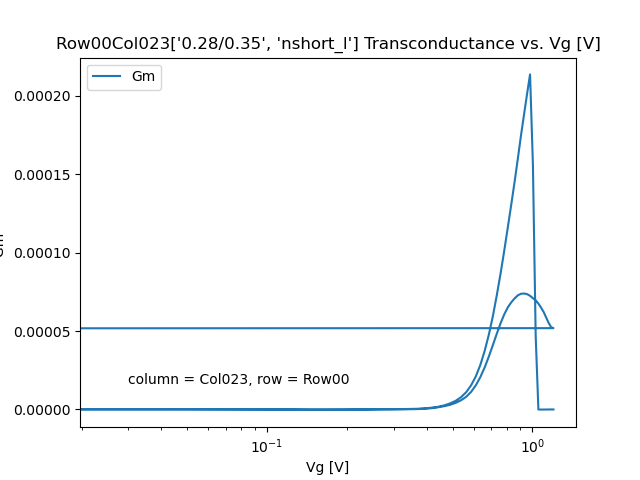 Row00Col023['0.28/0.35', 'nshort_l'] Transconductance vs. Vg [V]
Gm
0.00020
0.00015
0.00010
0.00005
column = Col023, row = Row00
0.00000
10⁻¹
10⁰
Vg [V]